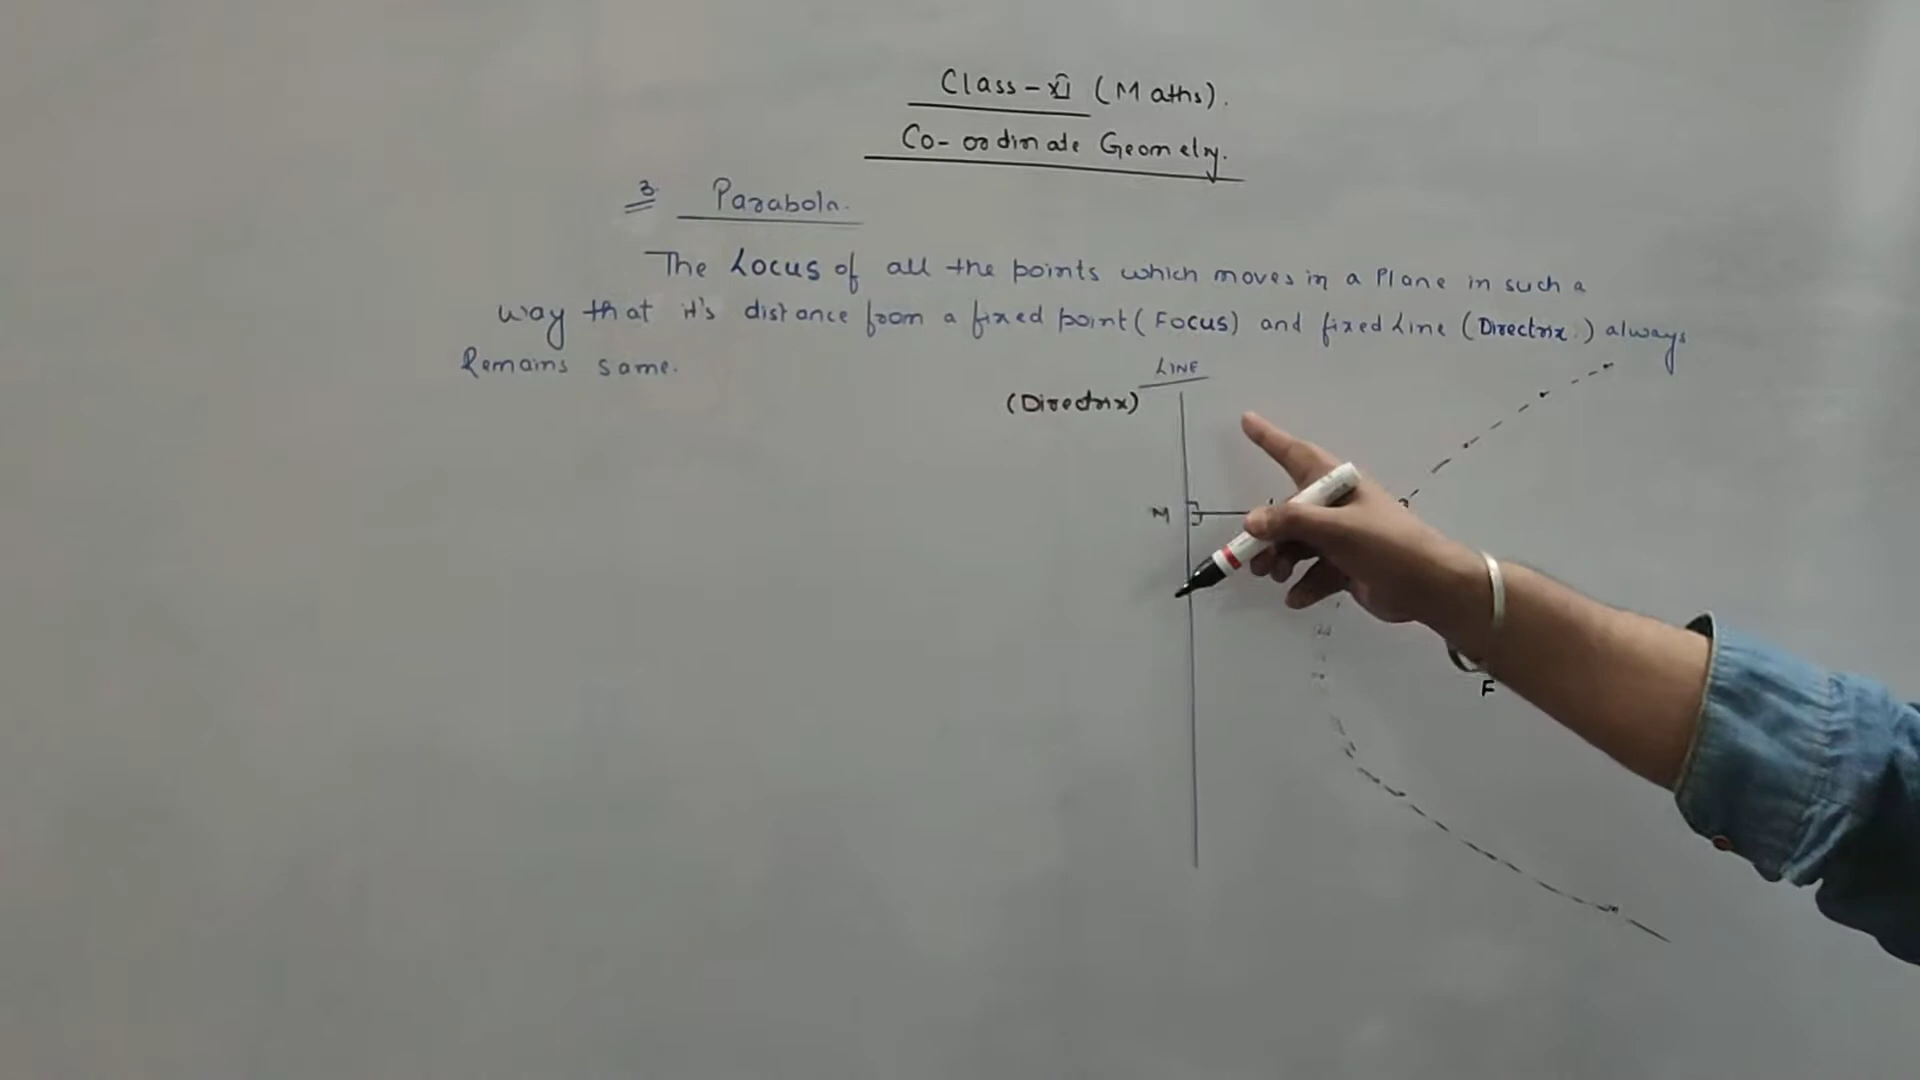 Class-XI (Maths).
Co-ordinate Geometry.
3 Parabola.
The Locus of all the points which moves in a Plane in such a
way that it's distance from a fixed point (Focus) and fixed Line (Directrix.) always
Remains same.
LINE
(Directrix)
M
F